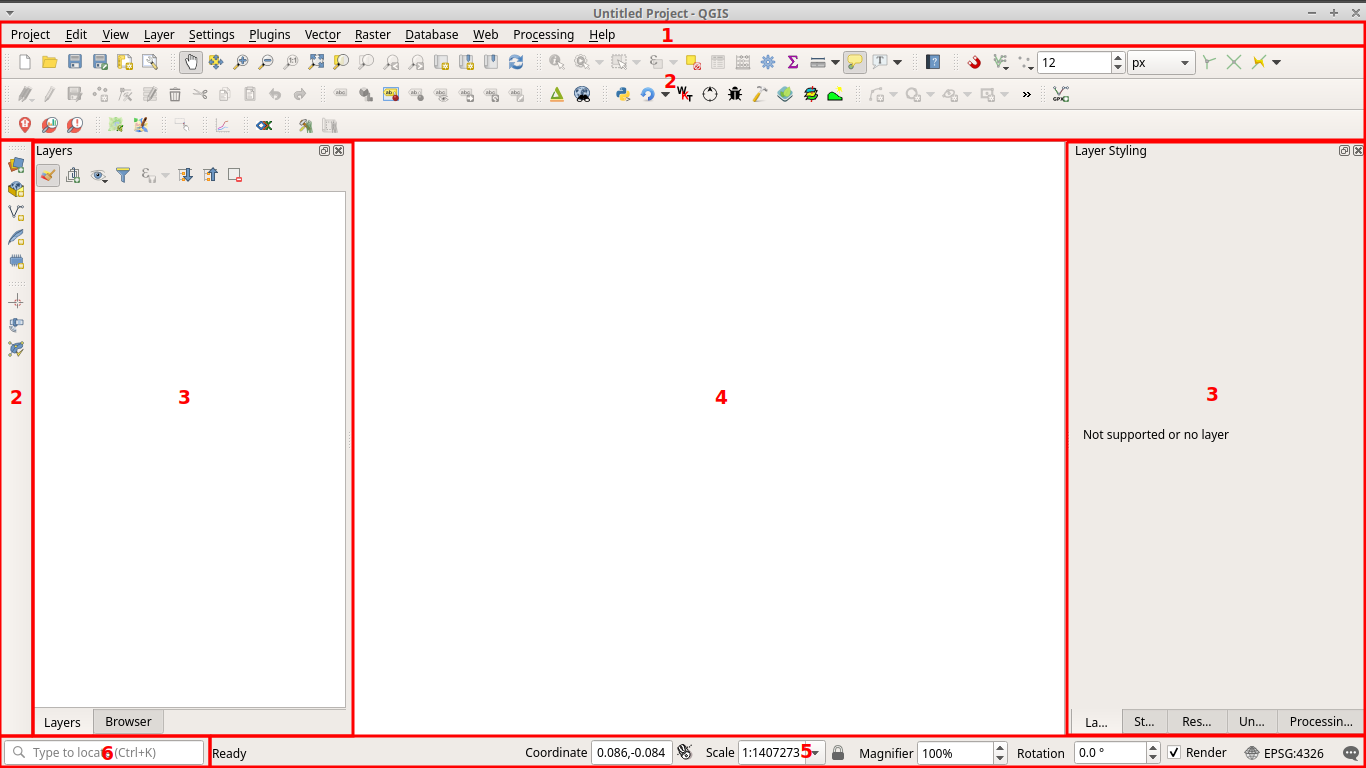 Untitled Project - QGIS
Project Edit View Layer Settings Plugins Vector Raster Database Web Processing Help 1
12 px
2
Layers
Layer Styling
2 3 4 3
Not supported or no layer
Layers Browser
La... St... Res... Un... Processin...
Type to locat (Ctrl+K) 6 Ready Coordinate 0.086,-0.084 Scale 1:1407273 5 Magnifier 100% Rotation 0.0 ° Render EPSG:4326